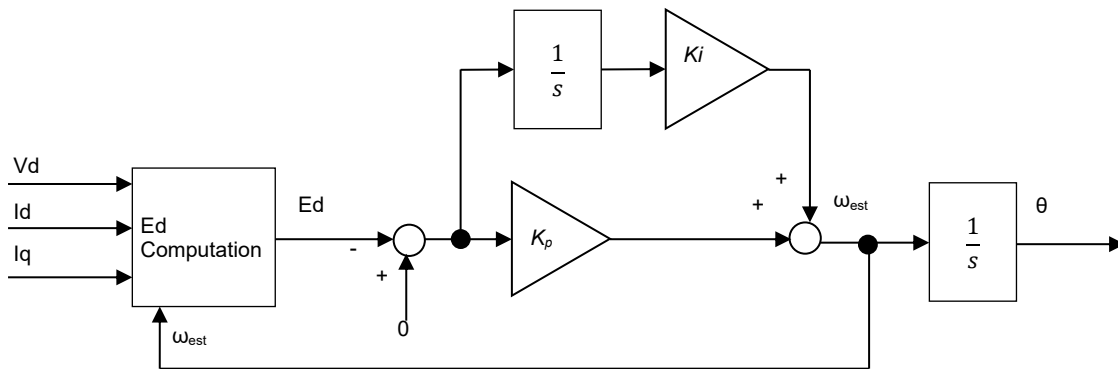 1
s
Ki
Vd
Id
Iq
Ed
Computation
Ed
-
+
0
Kₚ
+
+
ωest
1
s
θ
ωest